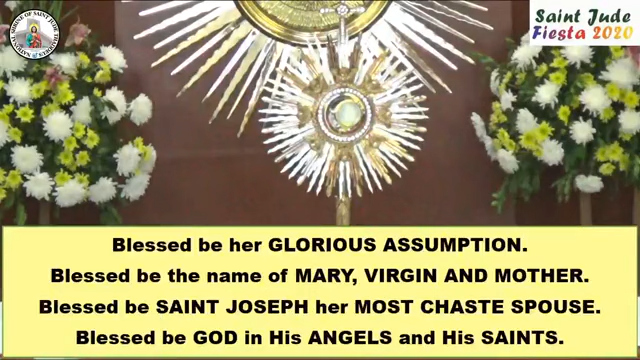 Saint Jude
Fiesta 2020
Blessed be her GLORIOUS ASSUMPTION.
Blessed be the name of MARY, VIRGIN AND MOTHER.
Blessed be SAINT JOSEPH her MOST CHASTE SPOUSE.
Blessed be GOD in His ANGELS and His SAINTS.